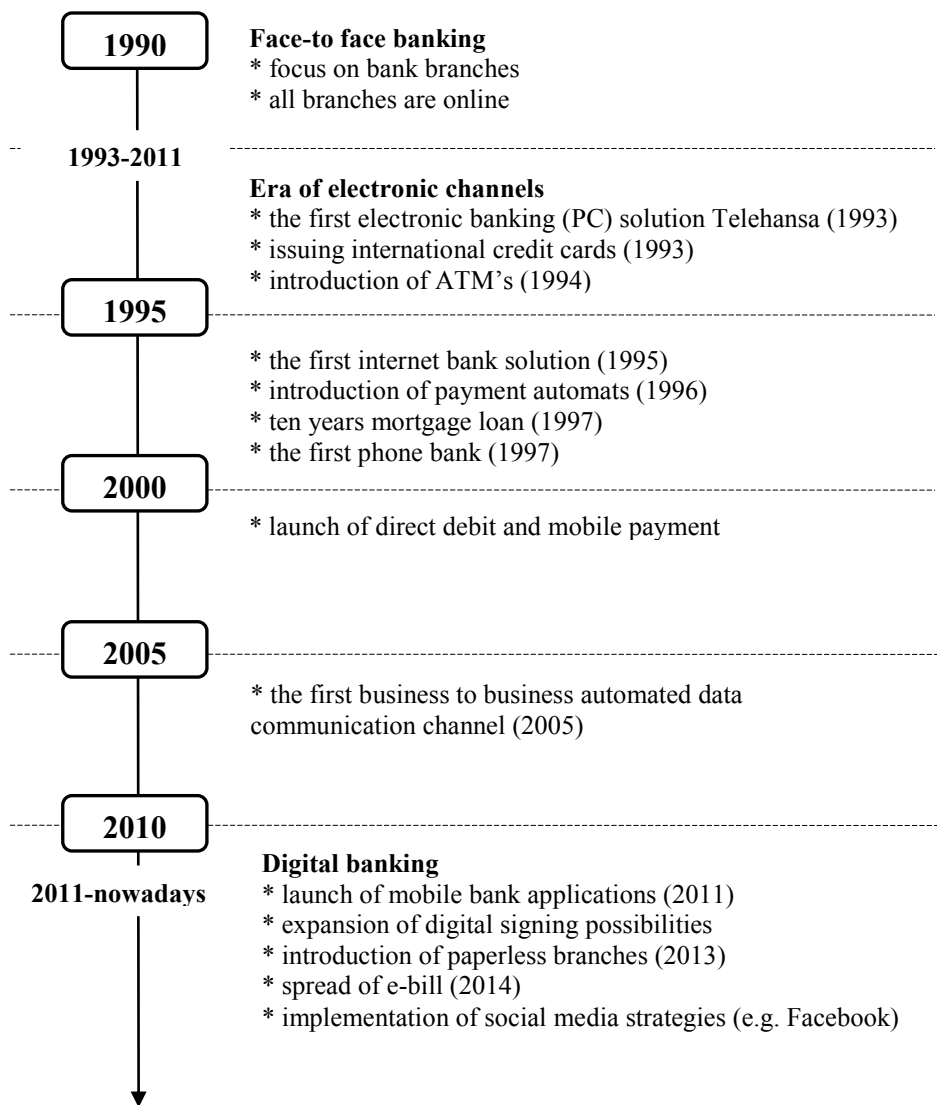 1990
Face-to face banking
* focus on bank branches
* all branches are online
1993-2011
Era of electronic channels
* the first electronic banking (PC) solution Telehansa (1993)
* issuing international credit cards (1993)
* introduction of ATM’s (1994)
1995
* the first internet bank solution (1995)
* introduction of payment automats (1996)
* ten years mortgage loan (1997)
* the first phone bank (1997)
2000
* launch of direct debit and mobile payment
2005
* the first business to business automated data
communication channel (2005)
2010
Digital banking
2011-nowadays
* launch of mobile bank applications (2011)
* expansion of digital signing possibilities
* introduction of paperless branches (2013)
* spread of e-bill (2014)
* implementation of social media strategies (e.g. Facebook)